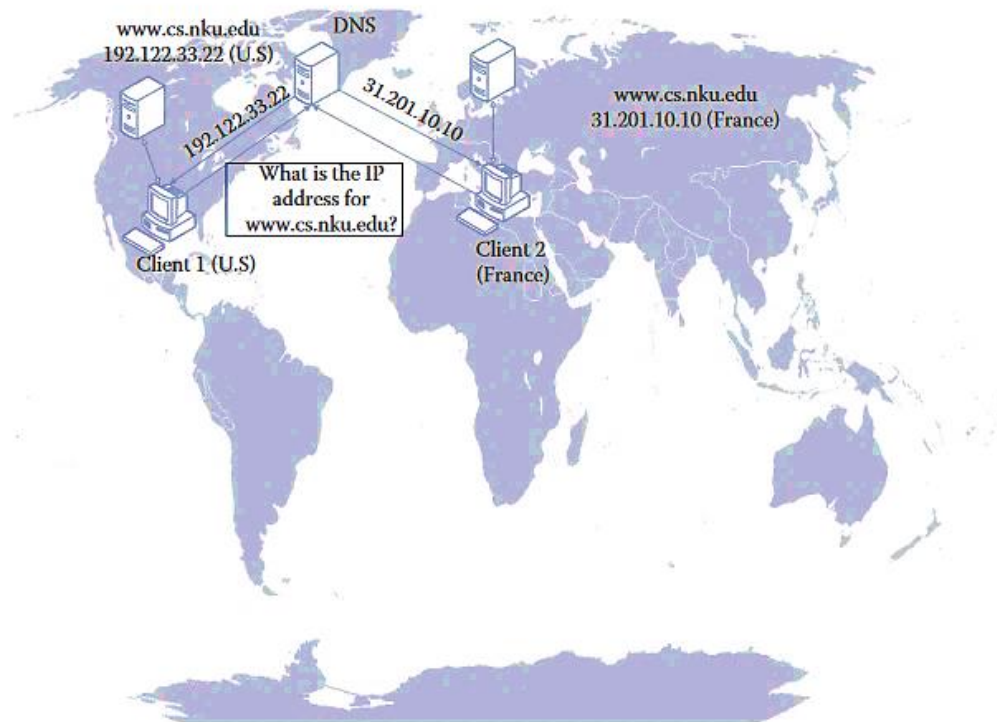 www.cs.nku.edu
192.122.33.22 (U.S)
DNS
192.122.33.22
31.201.10.10
www.cs.nku.edu
31.201.10.10 (France)
What is the IP
address for
www.cs.nku.edu?
Client 1 (U.S)
Client 2
(France)